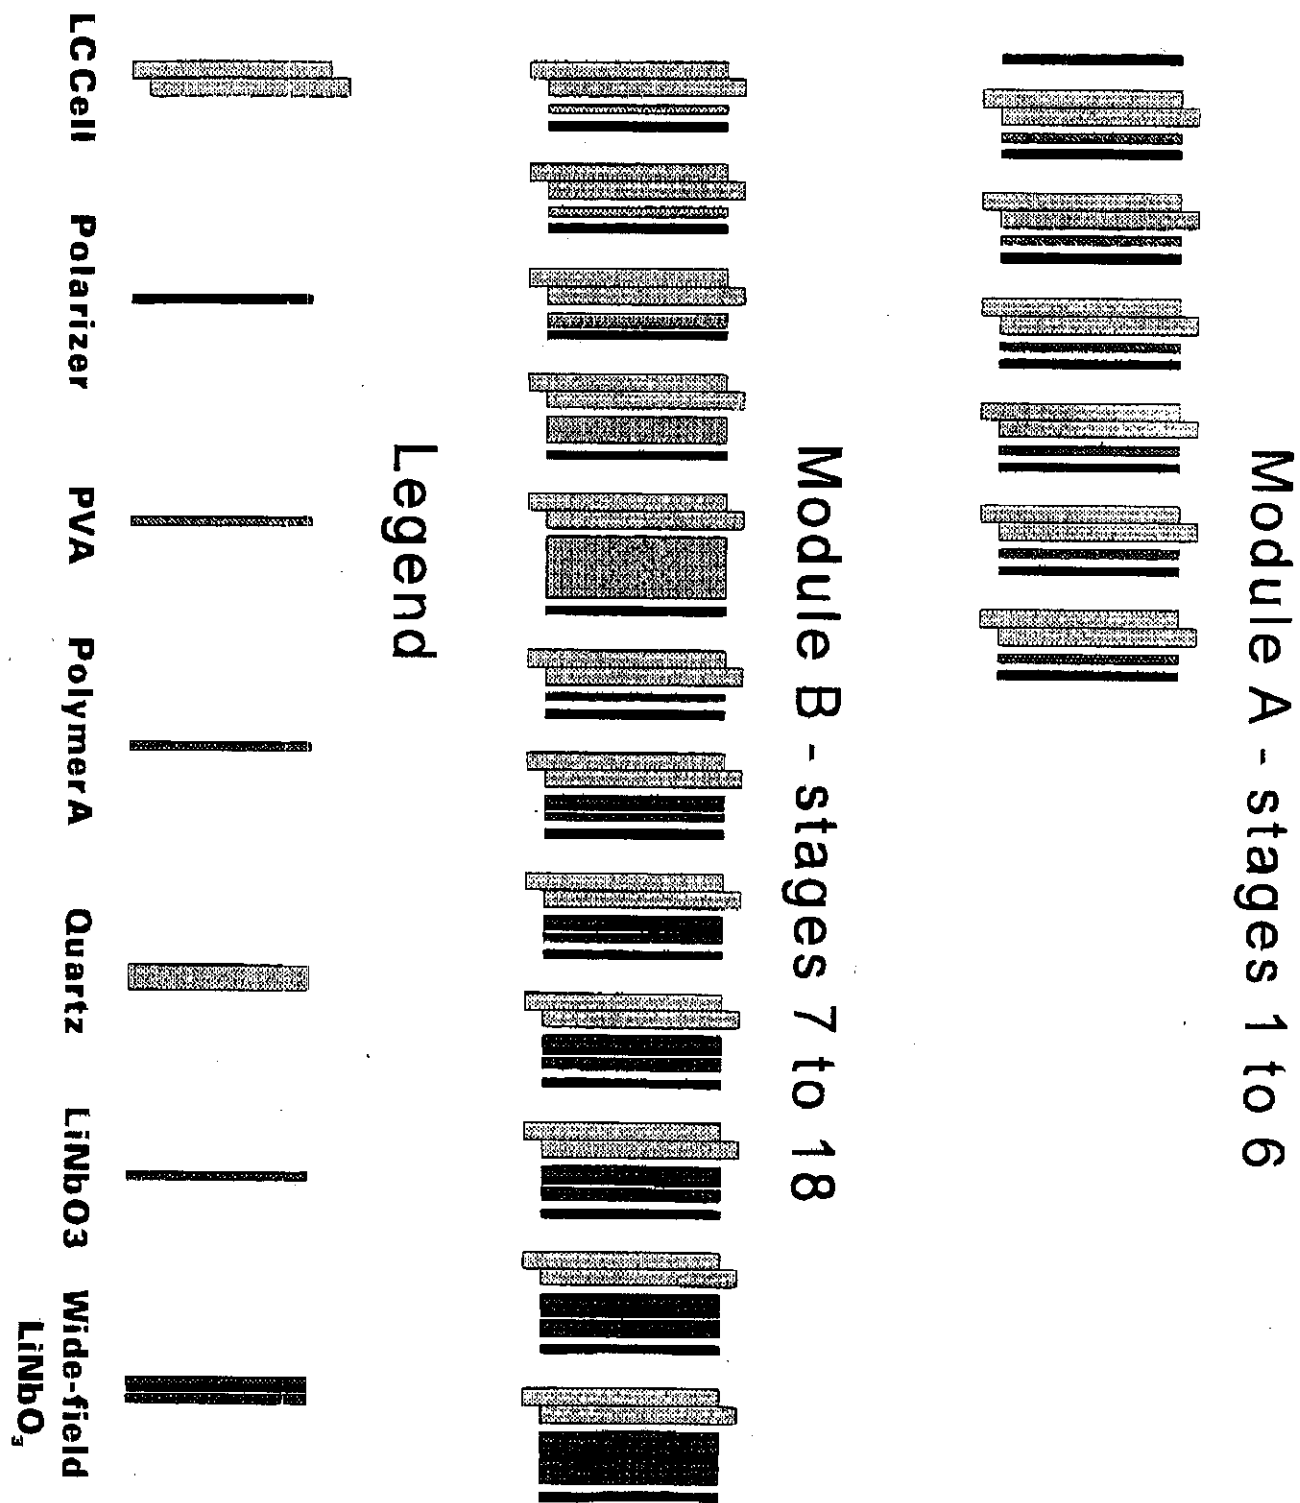 Module A - stages 1 to 6
Module B - stages 7 to 18
Legend
LC Cell
Polarizer
PVA
Polymer A
Quartz
LiNbO3
Wide-field
LiNbO₃